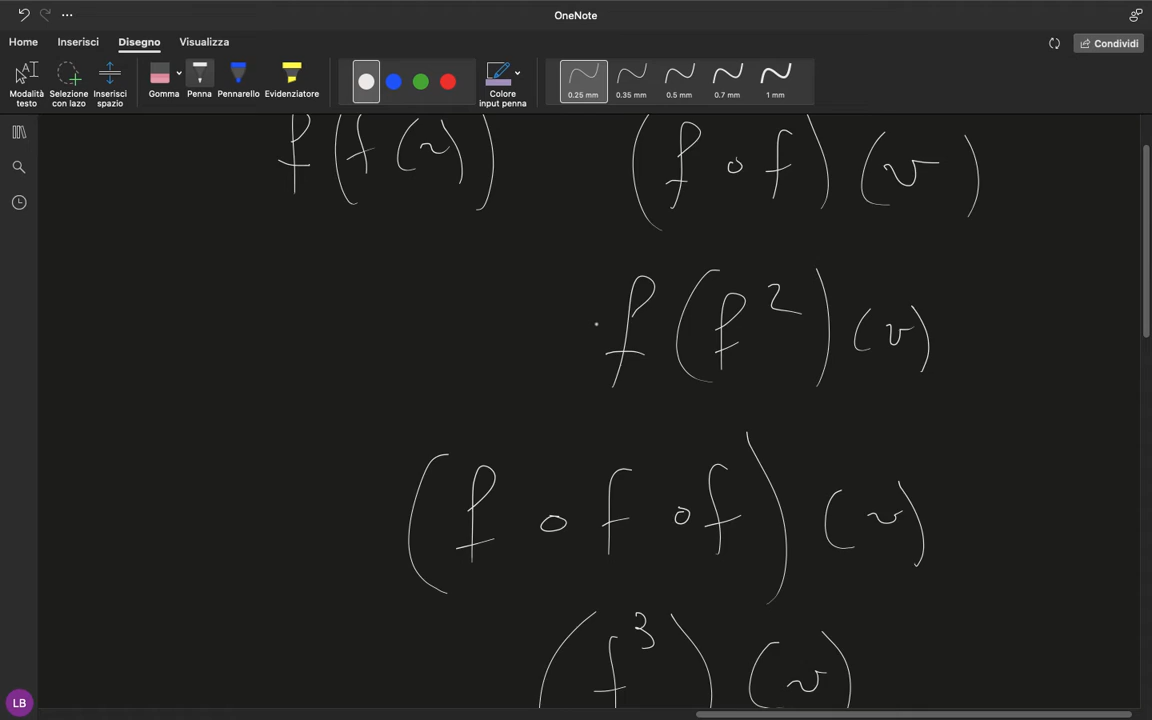 OneNote
Home Inserisci Disegno Visualizza
Condividi
Modalità testo
Selezione con lazo
Inserisci spazio
Gomma
Penna
Pennarello
Evidenziatore
Colore input penna
0.25 mm
0.35 mm
0.5 mm
0.7 mm
1 mm
f(f(v)) (f o f)(v)
f(f²)(v)
(f o f o f)(v)
(f³)(v)
LB